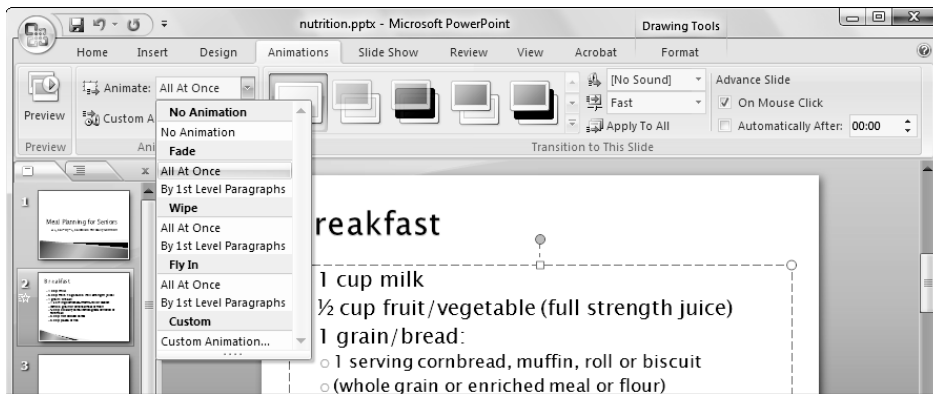 nutrition.pptx - Microsoft PowerPoint
Drawing Tools
Home Insert Design Animations Slide Show Review View Acrobat Format
Preview
Animate: All At Once
Custom A
[No Sound]
Fast
Apply To All
Advance Slide
On Mouse Click
Automatically After: 00:00
Preview
Ani
Transition to This Slide
No Animation
No Animation
Fade
All At Once
By 1st Level Paragraphs
Wipe
All At Once
By 1st Level Paragraphs
Fly In
All At Once
By 1st Level Paragraphs
Custom
Custom Animation...
1
Meal Planning for Seniors
2
Breakfast
3
reakfast
1 cup milk
½ cup fruit/vegetable (full strength juice)
1 grain/bread:
1 serving cornbread, muffin, roll or biscuit
(whole grain or enriched meal or flour)